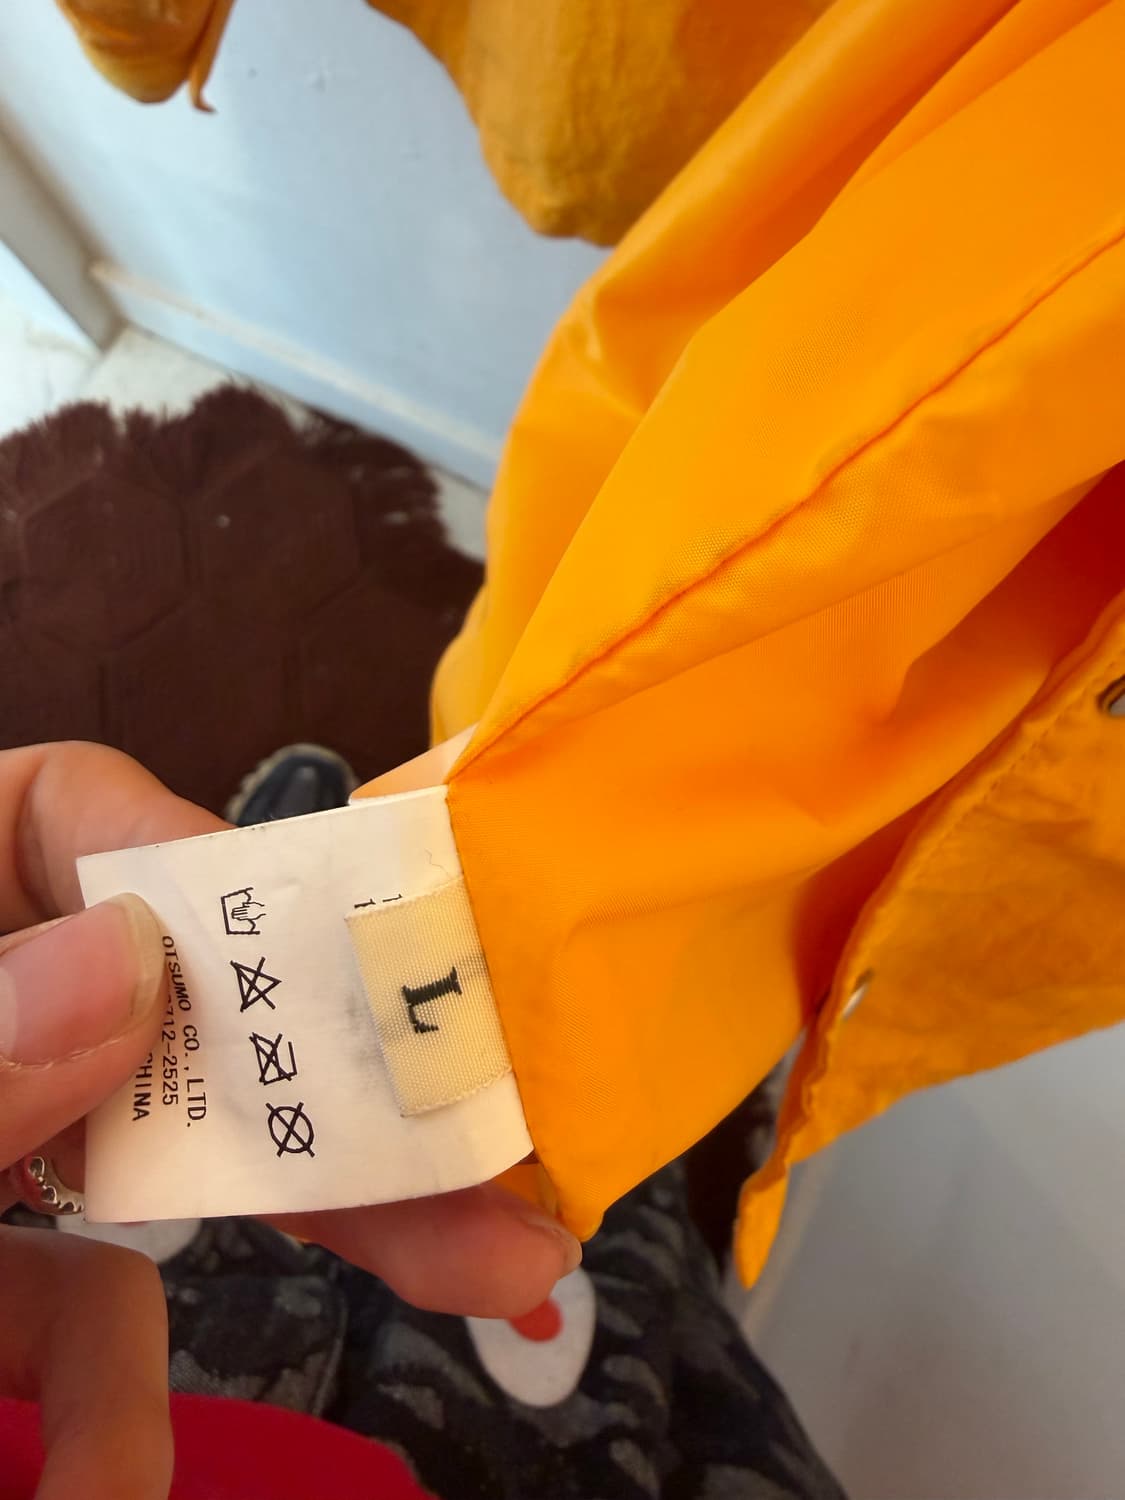 L
OTSUMO CO.,LTD.
712-2525
CHINA